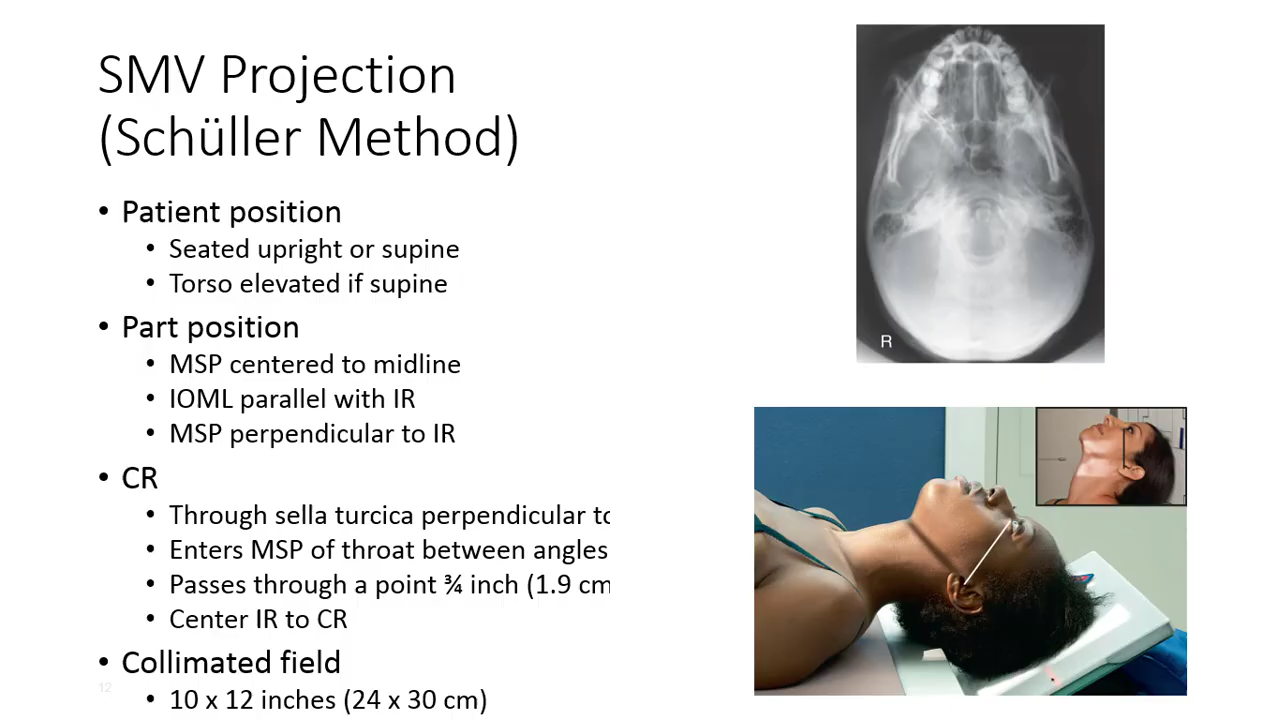 SMV Projection
(Schüller Method)
• Patient position
• Seated upright or supine
• Torso elevated if supine
• Part position
• MSP centered to midline
• IOML parallel with IR
• MSP perpendicular to IR
• CR
• Through sella turcica perpendicular to
• Enters MSP of throat between angles
• Passes through a point ¾ inch (1.9 cm
• Center IR to CR
• Collimated field
• 10 x 12 inches (24 x 30 cm)
12
R